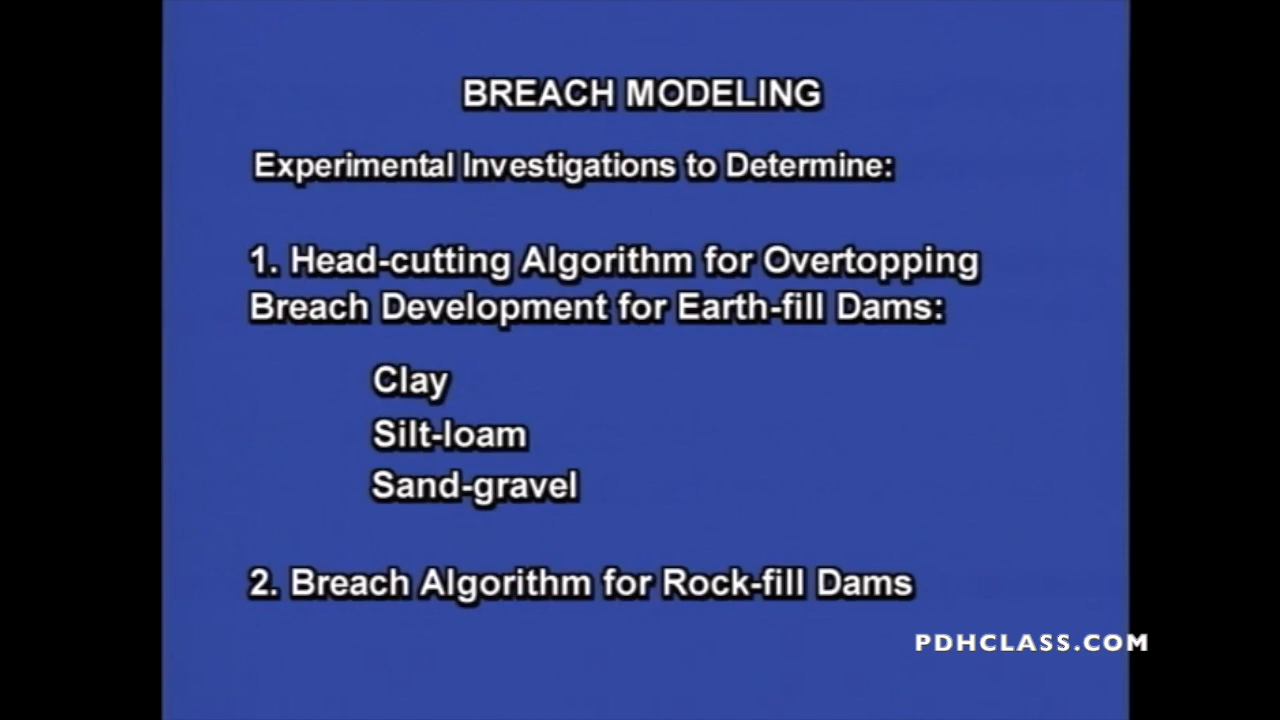 BREACH MODELING
Experimental Investigations to Determine:
1. Head-cutting Algorithm for Overtopping
Breach Development for Earth-fill Dams:
Clay
Silt-loam
Sand-gravel
2. Breach Algorithm for Rock-fill Dams
PDHCLASS.COM